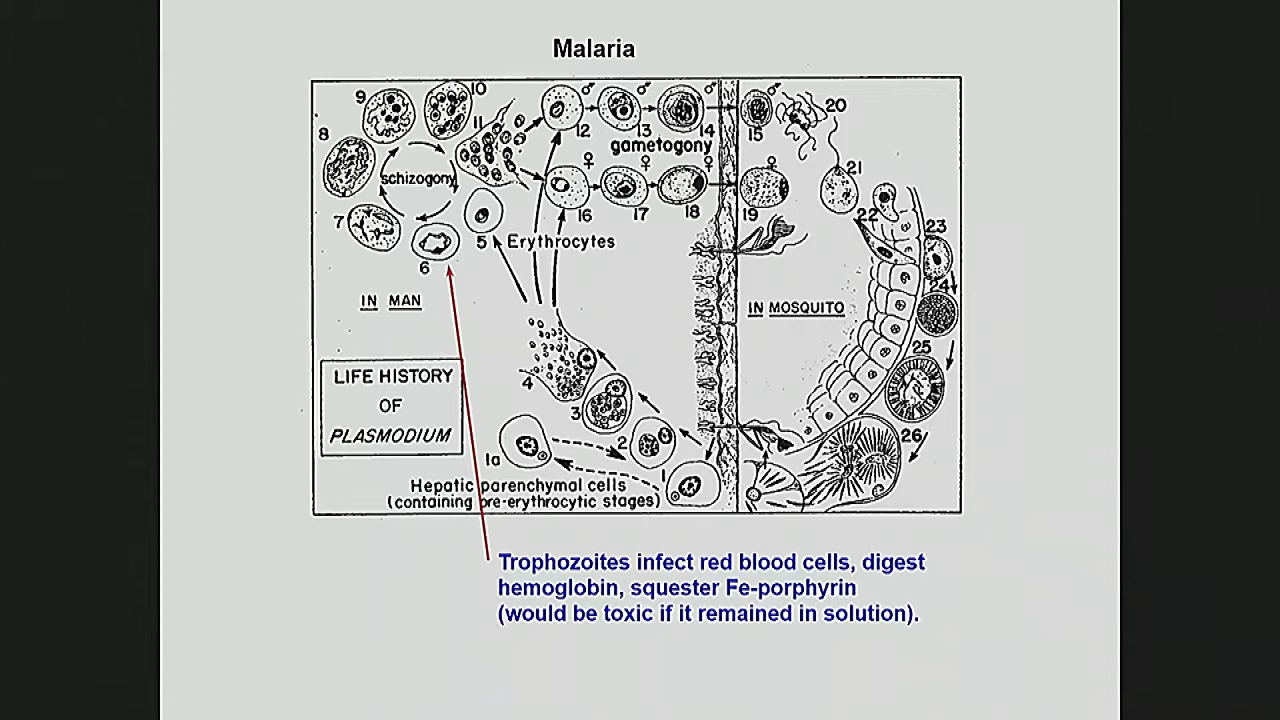 Malaria
9
10
8
11
♂
♂
♂
♂
20
12
13
14
15
gametogony
schizogony
♀
♀
♀
♀
21
7
16
17
18
19
22
23
5
Erythrocytes
6
24
IN MAN
IN MOSQUITO
25
LIFE HISTORY
OF
PLASMODIUM
4
3
2
26
1a
1
Hepatic parenchymal cells
(containing pre-erythrocytic stages)
Trophozoites infect red blood cells, digest
hemoglobin, squester Fe-porphyrin
(would be toxic if it remained in solution).